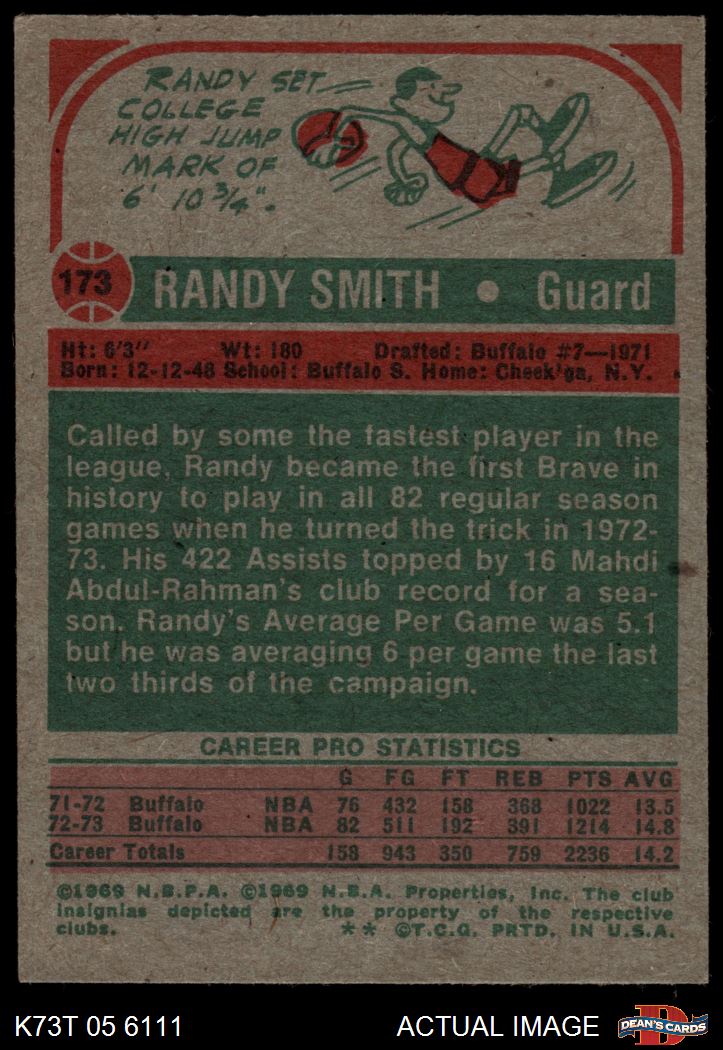 RANDY SET
COLLEGE
HIGH JUMP
MARK OF
6' 10 3/4".
173 RANDY SMITH • Guard
Ht: 6'3" Wt: 180 Drafted: Buffalo #7—1971
Born: 12-12-48 School: Buffalo S. Home: Cheek'ga, N.Y.
Called by some the fastest player in the
league, Randy became the first Brave in
history to play in all 82 regular season
games when he turned the trick in 1972-
73. His 422 Assists topped by 16 Mahdi
Abdul-Rahman's club record for a sea-
son. Randy's Average Per Game was 5.1
but he was averaging 6 per game the last
two thirds of the campaign.
CAREER PRO STATISTICS
G FG FT REB PTS AVG
71-72 Buffalo NBA 76 432 158 368 1022 13.5
72-73 Buffalo NBA 82 511 192 391 1214 14.8
Career Totals 158 943 350 759 2236 14.2
©1969 N.B.P.A. ©1969 N.B.A. Properties, Inc. The club
insignias depicted are the property of the respective
clubs. ** ©T.C.G. PRTD. IN U.S.A.
K73T 05 6111 ACTUAL IMAGE DEAN'S CARDS